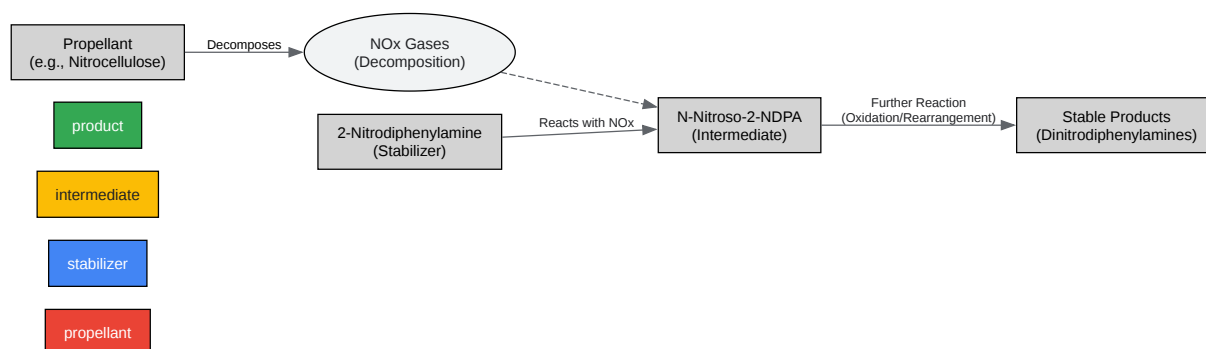 Propellant
(e.g., Nitrocellulose)
Decomposes
NOx Gases
(Decomposition)
product
2-Nitrodiphenylamine
(Stabilizer)
Reacts with NOx
N-Nitroso-2-NDPA
(Intermediate)
Further Reaction
(Oxidation/Rearrangement)
Stable Products
(Dinitrodiphenylamines)
intermediate
stabilizer
propellant